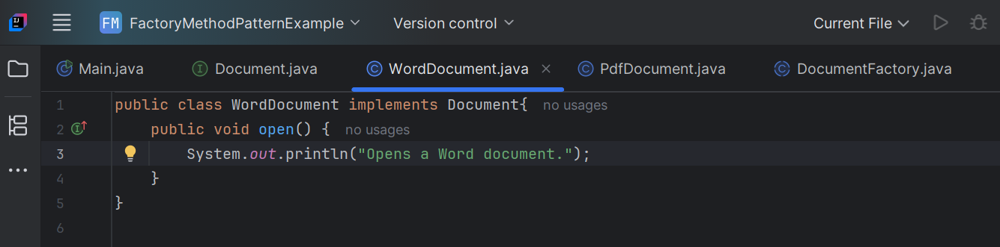 FM FactoryMethodPatternExample Version control Current File
Main.java Document.java WordDocument.java PdfDocument.java DocumentFactory.java
1 public class WordDocument implements Document{ no usages
2 public void open() { no usages
3 System.out.println("Opens a Word document.");
4 }
5 }
6